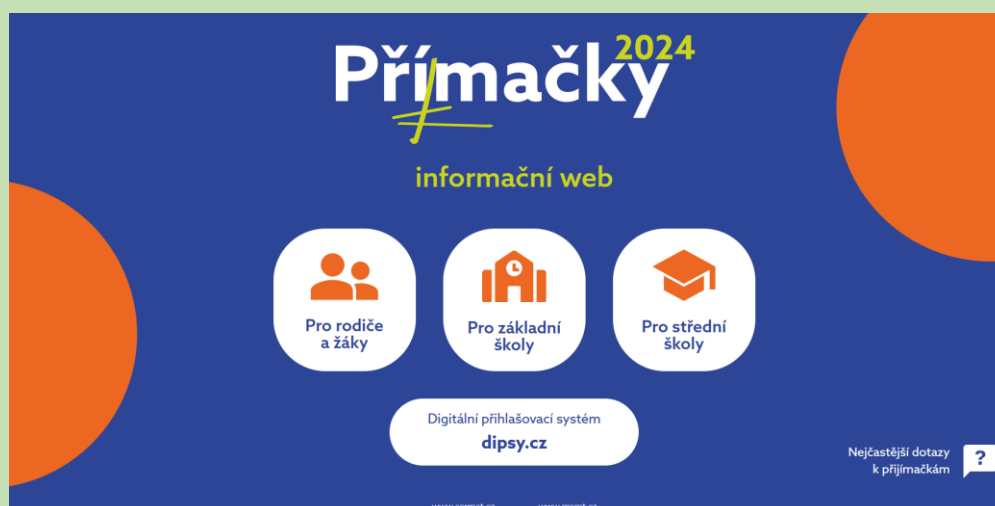 Přijmačky 2024
informační web
Pro rodiče
a žáky
Pro základní
školy
Pro střední
školy
Digitální přihlašovací systém
dipsy.cz
Nejčastější dotazy
k přijímačkám
?